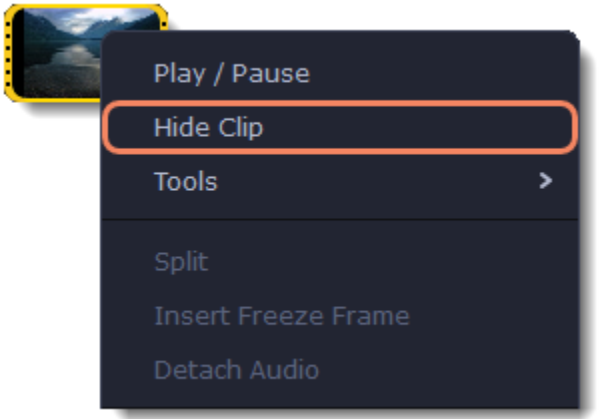 Play / Pause
Hide Clip
Tools
Split
Insert Freeze Frame
Detach Audio